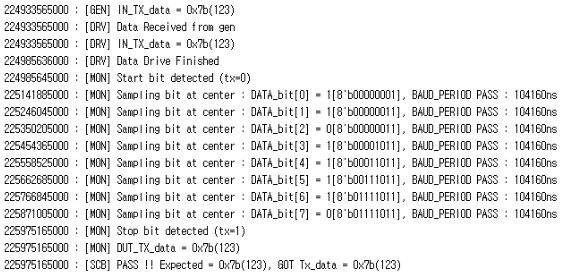 224933565000 : [GEN] IN_TX_data = 0x7b(123)
224933565000 : [DRV] Data Received from gen
224933565000 : [DRV] IN_TX_data = 0x7b(123)
224985636000 : [DRV] Data Drive Finished
224985645000 : [MON] Start bit detected (tx=0)
225141885000 : [MON] Sampling bit at center : DATA_bit[0] = 1[8'b00000001], BAUD_PERIOD PASS : 104160ns
225246045000 : [MON] Sampling bit at center : DATA_bit[1] = 1[8'b00000011], BAUD_PERIOD PASS : 104160ns
225350205000 : [MON] Sampling bit at center : DATA_bit[2] = 0[8'b00000011], BAUD_PERIOD PASS : 104160ns
225454365000 : [MON] Sampling bit at center : DATA_bit[3] = 1[8'b00001011], BAUD_PERIOD PASS : 104160ns
225558525000 : [MON] Sampling bit at center : DATA_bit[4] = 1[8'b00011011], BAUD_PERIOD PASS : 104160ns
225662685000 : [MON] Sampling bit at center : DATA_bit[5] = 1[8'b00111011], BAUD_PERIOD PASS : 104160ns
225766845000 : [MON] Sampling bit at center : DATA_bit[6] = 1[8'b01111011], BAUD_PERIOD PASS : 104160ns
225871005000 : [MON] Sampling bit at center : DATA_bit[7] = 0[8'b01111011], BAUD_PERIOD PASS : 104160ns
225975165000 : [MON] Stop bit detected (tx=1)
225975165000 : [MON] DUT_TX_data = 0x7b(123)
225975165000 : [SCB] PASS !! Expected = 0x7b(123), GOT Tx_data = 0x7b(123)